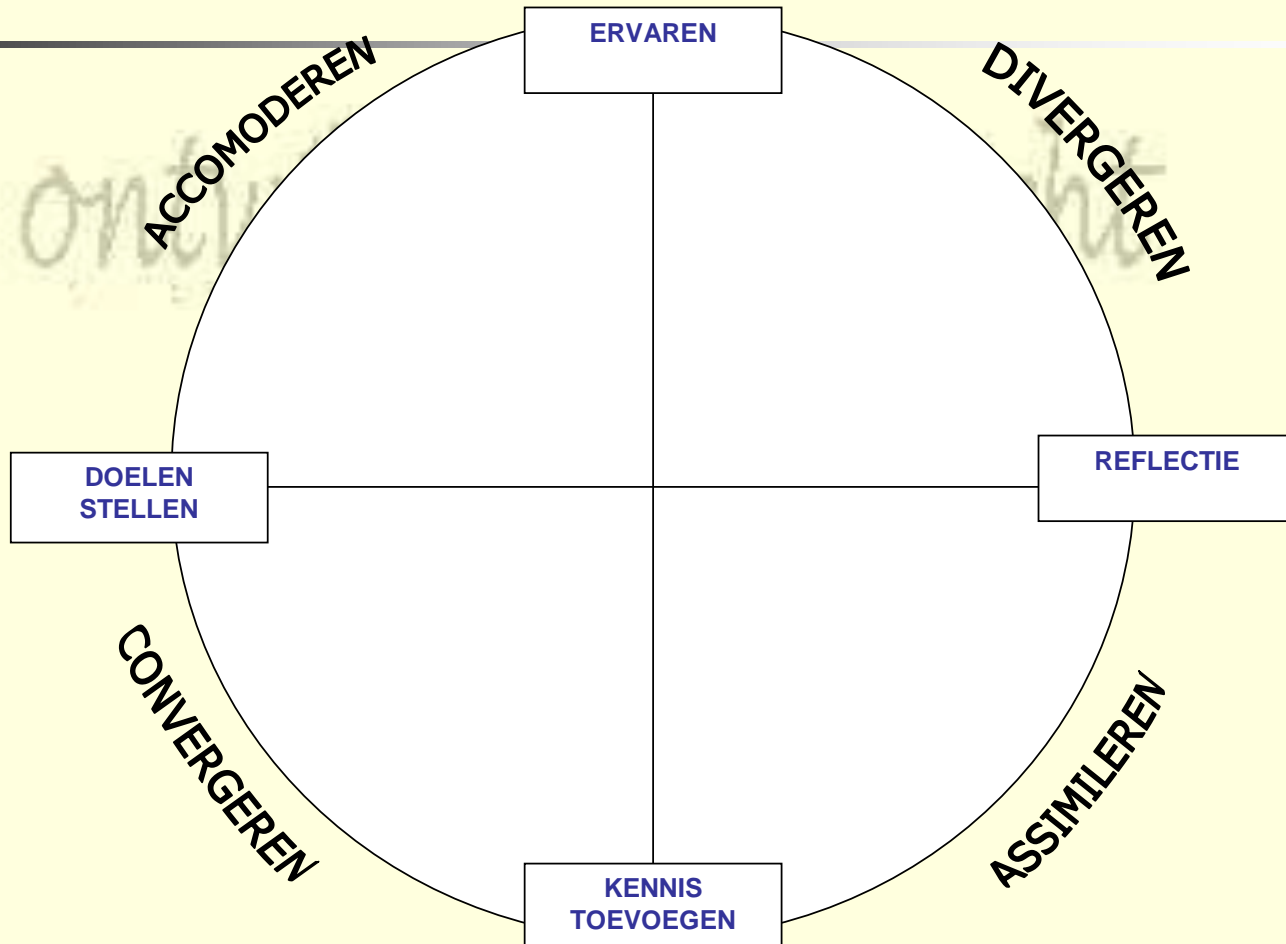 ERVAREN
ACCOMODEREN
DIVERGEREN
DOELEN
STELLEN
REFLECTIE
CONVERGEREN
ASSIMILEREN
KENNIS
TOEVOEGEN